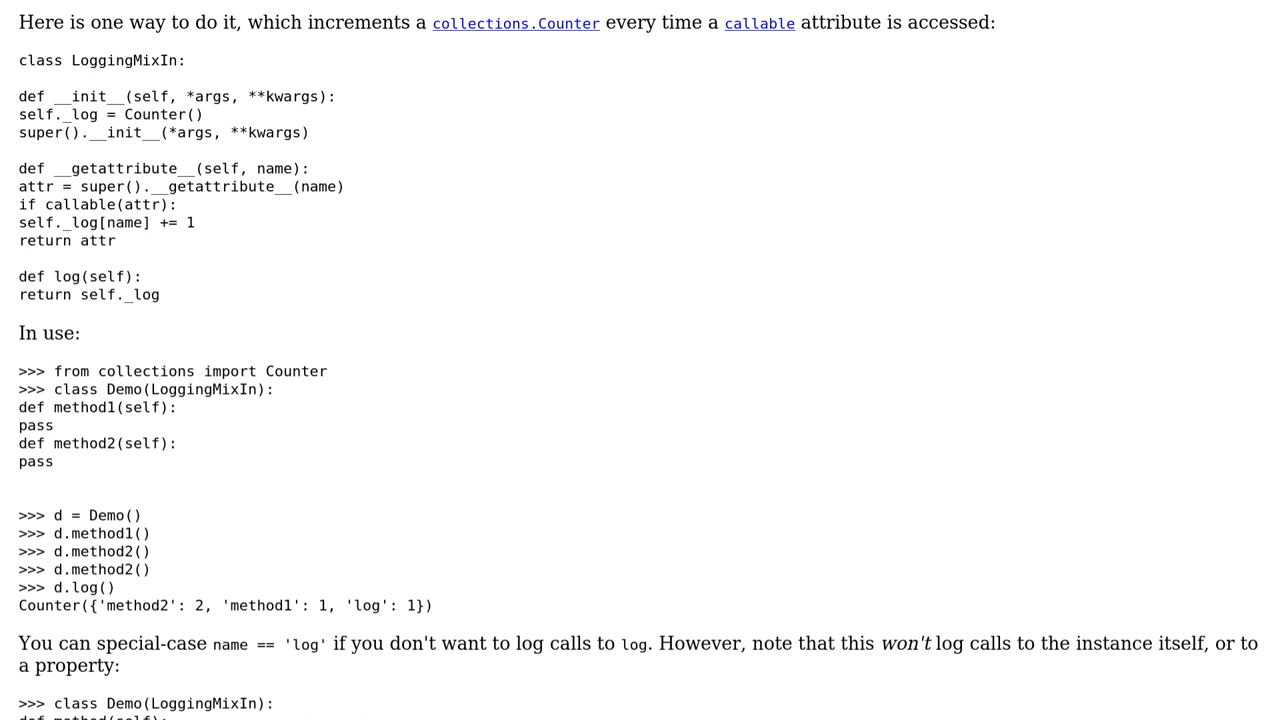 Here is one way to do it, which increments a collections.Counter every time a callable attribute is accessed:
class LoggingMixIn:
def __init__(self, *args, **kwargs):
self._log = Counter()
super().__init__(*args, **kwargs)
def __getattribute__(self, name):
attr = super().__getattribute__(name)
if callable(attr):
self._log[name] += 1
return attr
def log(self):
return self._log
In use:
>>> from collections import Counter
>>> class Demo(LoggingMixIn):
def method1(self):
pass
def method2(self):
pass
>>> d = Demo()
>>> d.method1()
>>> d.method2()
>>> d.method2()
>>> d.log()
Counter({'method2': 2, 'method1': 1, 'log': 1})
You can special-case name == 'log' if you don't want to log calls to log. However, note that this won't log calls to the instance itself, or to
a property:
>>> class Demo(LoggingMixIn):
def method(self):